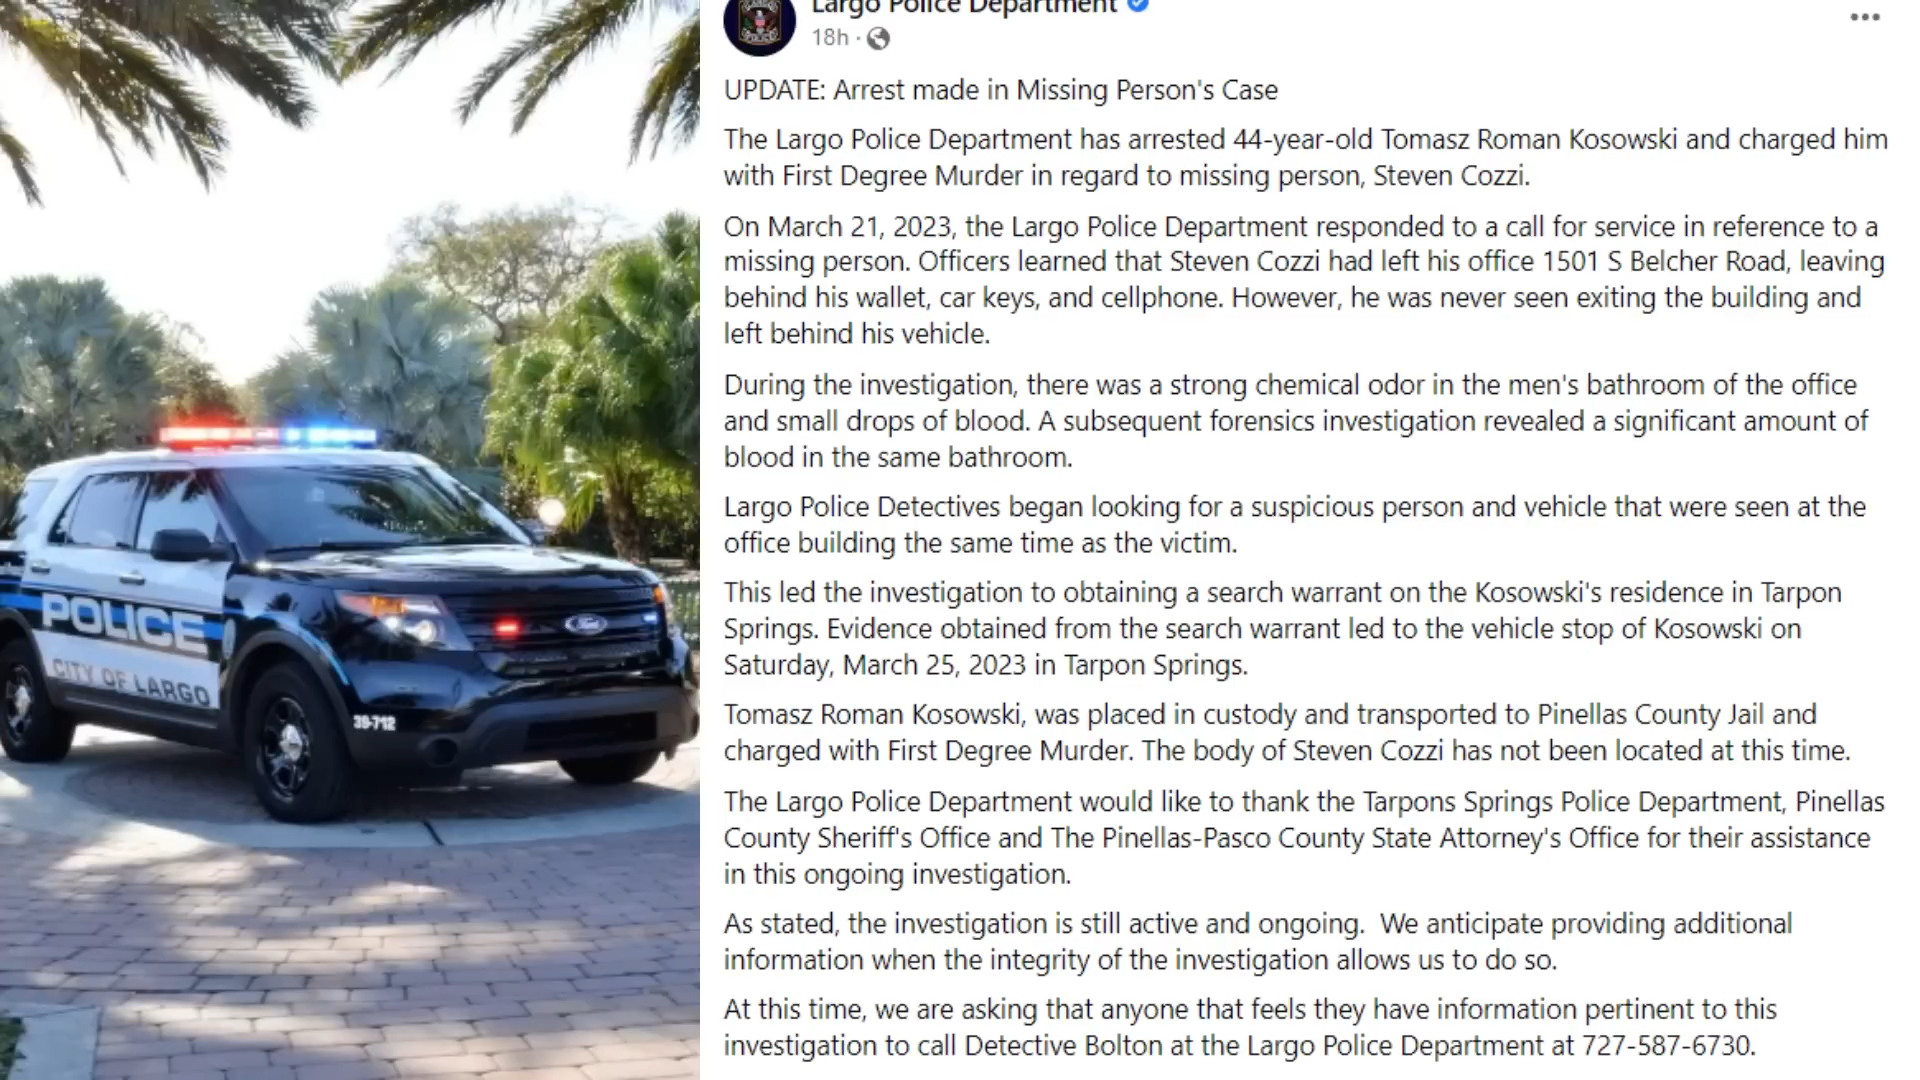 Largo Police Department
18h ·
UPDATE: Arrest made in Missing Person's Case
The Largo Police Department has arrested 44-year-old Tomasz Roman Kosowski and charged him
with First Degree Murder in regard to missing person, Steven Cozzi.
On March 21, 2023, the Largo Police Department responded to a call for service in reference to a
missing person. Officers learned that Steven Cozzi had left his office 1501 S Belcher Road, leaving
behind his wallet, car keys, and cellphone. However, he was never seen exiting the building and
left behind his vehicle.
During the investigation, there was a strong chemical odor in the men's bathroom of the office
and small drops of blood. A subsequent forensics investigation revealed a significant amount of
blood in the same bathroom.
Largo Police Detectives began looking for a suspicious person and vehicle that were seen at the
office building the same time as the victim.
This led the investigation to obtaining a search warrant on the Kosowski's residence in Tarpon
Springs. Evidence obtained from the search warrant led to the vehicle stop of Kosowski on
Saturday, March 25, 2023 in Tarpon Springs.
Tomasz Roman Kosowski, was placed in custody and transported to Pinellas County Jail and
charged with First Degree Murder. The body of Steven Cozzi has not been located at this time.
The Largo Police Department would like to thank the Tarpons Springs Police Department, Pinellas
County Sheriff's Office and The Pinellas-Pasco County State Attorney's Office for their assistance
in this ongoing investigation.
As stated, the investigation is still active and ongoing.  We anticipate providing additional
information when the integrity of the investigation allows us to do so.
At this time, we are asking that anyone that feels they have information pertinent to this
investigation to call Detective Bolton at the Largo Police Department at 727-587-6730.
POLICE
CITY OF LARGO
39-712
Ford